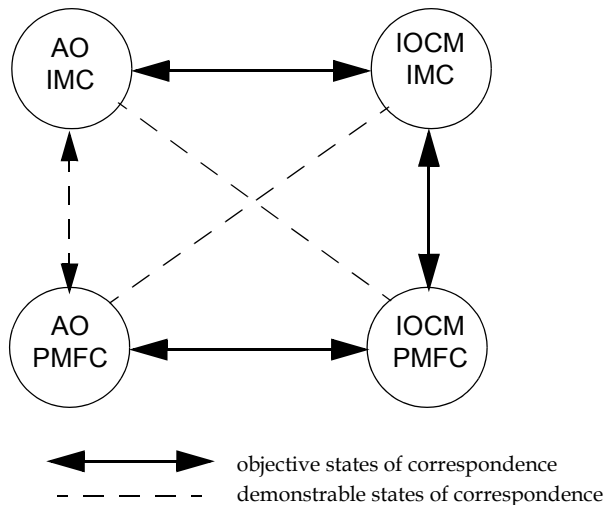 AO
IMC
IOCM
IMC
AO
PMFC
IOCM
PMFC
objective states of correspondence
demonstrable states of correspondence